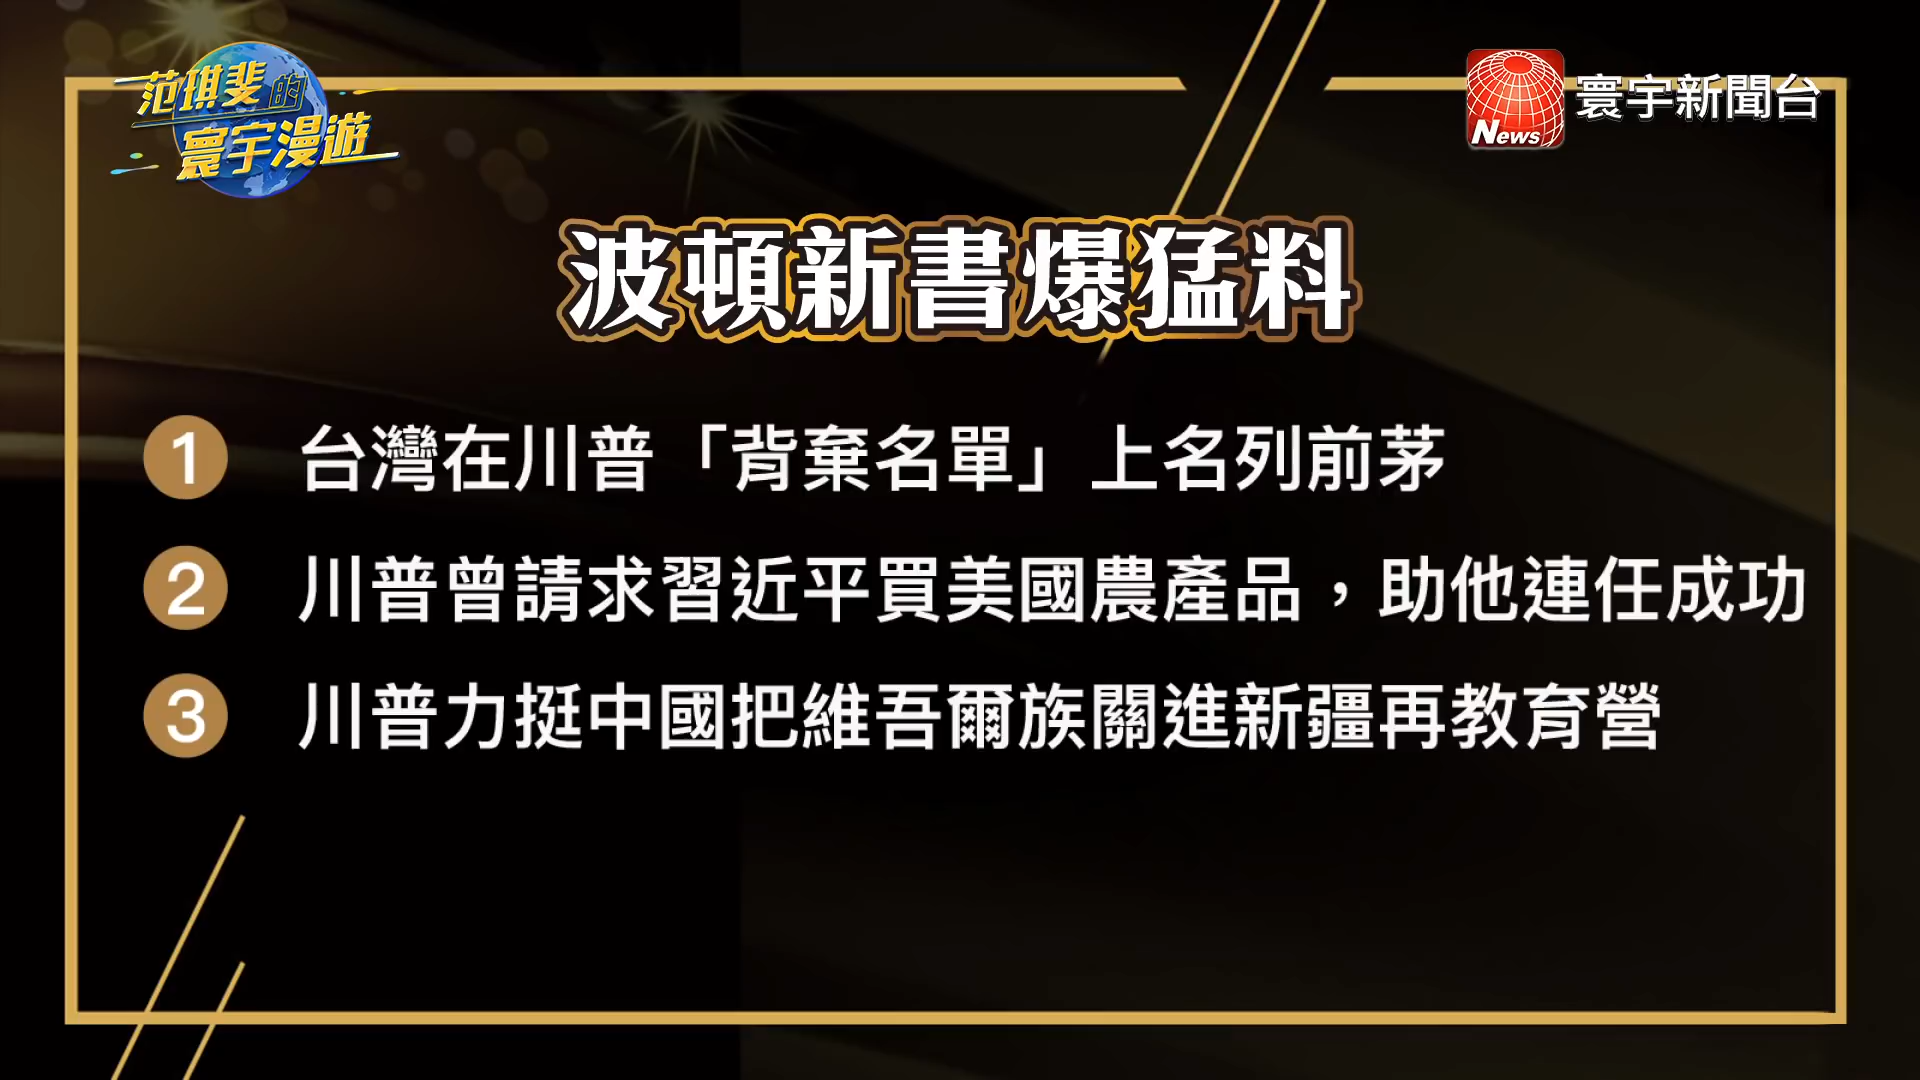 范琪斐的
寰宇漫遊
News
寰宇新聞台
波頓新書爆猛料
1 台灣在川普「背棄名單」上名列前茅
2 川普曾請求習近平買美國農產品，助他連任成功
3 川普力挺中國把維吾爾族關進新疆再教育營